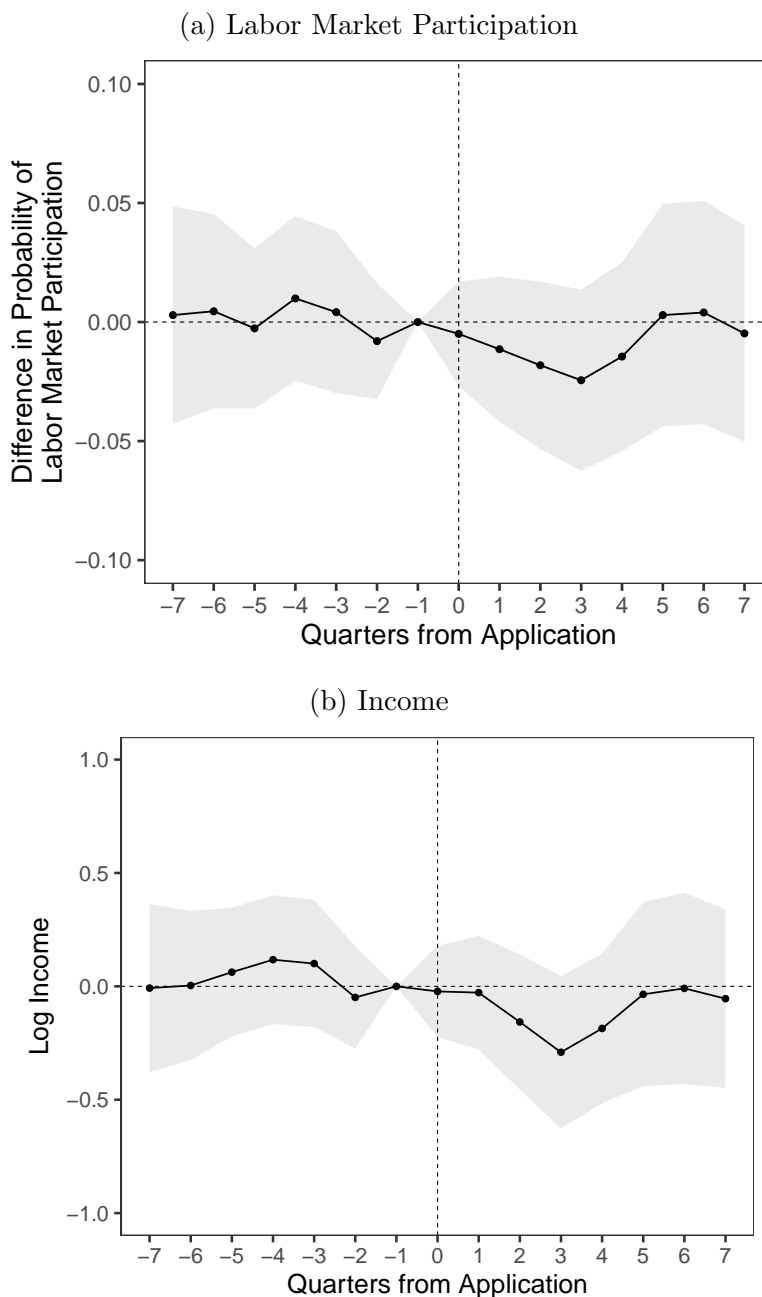 (a) Labor Market Participation
Difference in Probability of
Labor Market Participation
0.10
0.05
0.00
−0.05
−0.10
−7 −6 −5 −4 −3 −2 −1 0 1 2 3 4 5 6 7
Quarters from Application
(b) Income
Log Income
1.0
0.5
0.0
−0.5
−1.0
−7 −6 −5 −4 −3 −2 −1 0 1 2 3 4 5 6 7
Quarters from Application